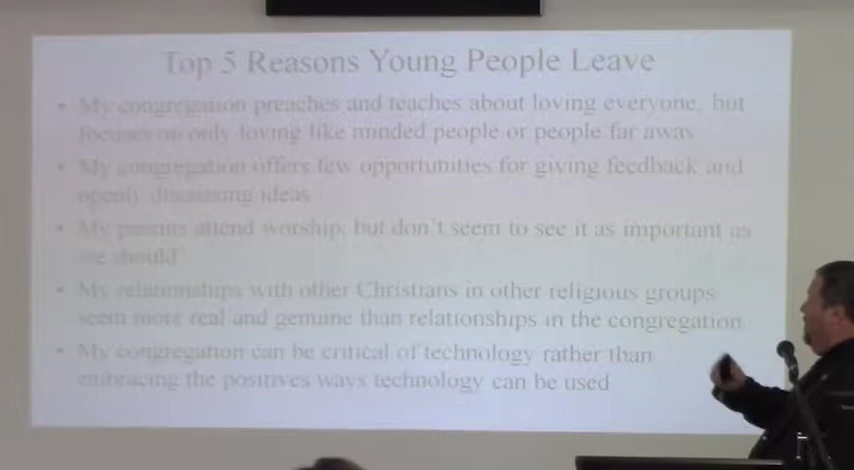 Top 5 Reasons Young People Leave
• My congregation preaches and teaches about loving everyone, but
focuses on only loving like minded people or people far away
• My congregation offers few opportunities for giving feedback and
openly discussing ideas
• My parents attend worship, but don't seem to see it as important as
we should
• My relationships with other Christians in other religious groups
seem more real and genuine than relationships in the congregation
• My congregation can be critical of technology rather than
embracing the positives ways technology can be used